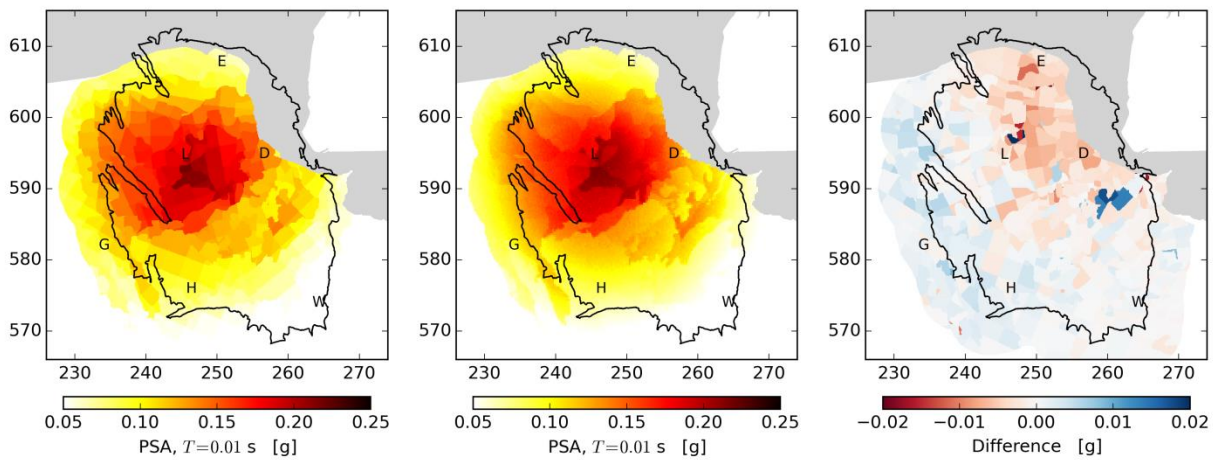 610
600
590
580
570
E
L
D
G
H
W
230 240 250 260 270
0.05 0.10 0.15 0.20 0.25
PSA, T=0.01 s [g]
610
600
590
580
570
E
L
D
G
H
W
230 240 250 260 270
0.05 0.10 0.15 0.20 0.25
PSA, T=0.01 s [g]
610
600
590
580
570
E
L
D
G
H
W
230 240 250 260 270
−0.02 −0.01 0.00 0.01 0.02
Difference [g]